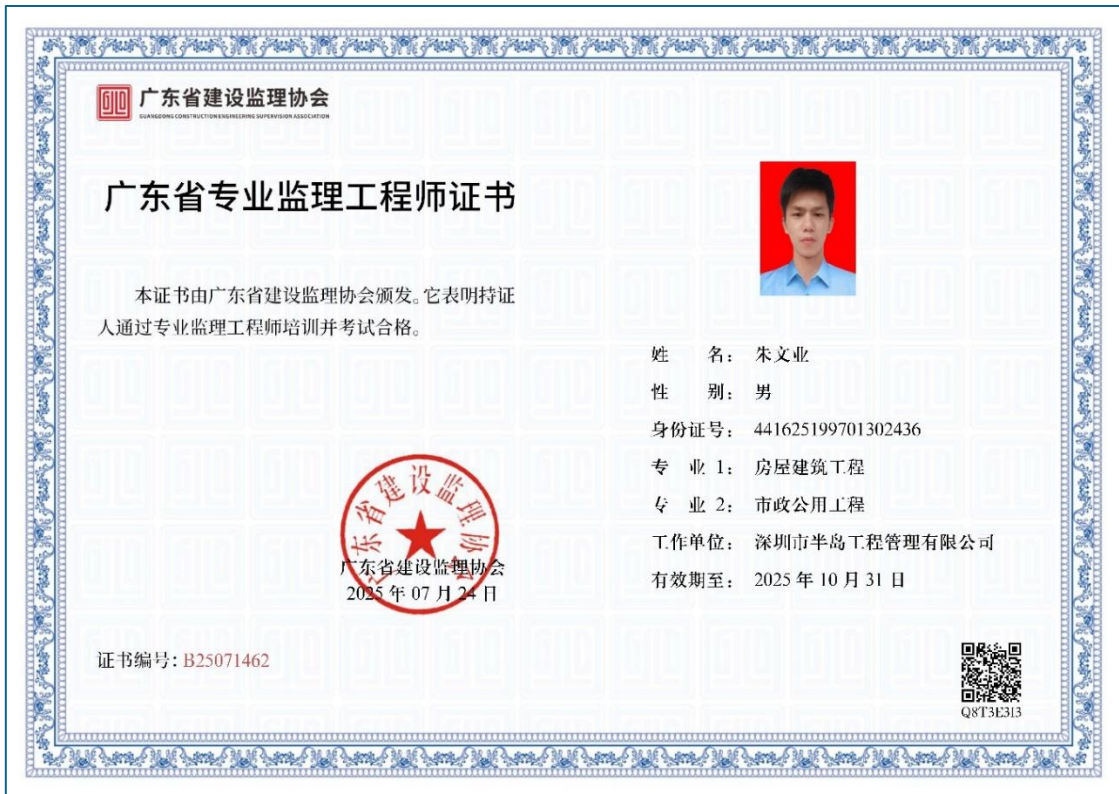 广东省建设监理协会
GUANGDONG CONSTRUCTION ENGINEERING SUPERVISION ASSOCIATION
广东省专业监理工程师证书
本证书由广东省建设监理协会颁发。它表明持证
人通过专业监理工程师培训并考试合格。
姓 名： 朱文业
性 别： 男
身份证号： 441625199701302436
专 业 1： 房屋建筑工程
专 业 2： 市政公用工程
工作单位： 深圳市半岛工程管理有限公司
有效期至： 2025 年 10 月 31 日
广东省建设监理协会
广东省建设监理协会
2025 年 07 月 24 日
证书编号：B25071462
Q8T3E3I3